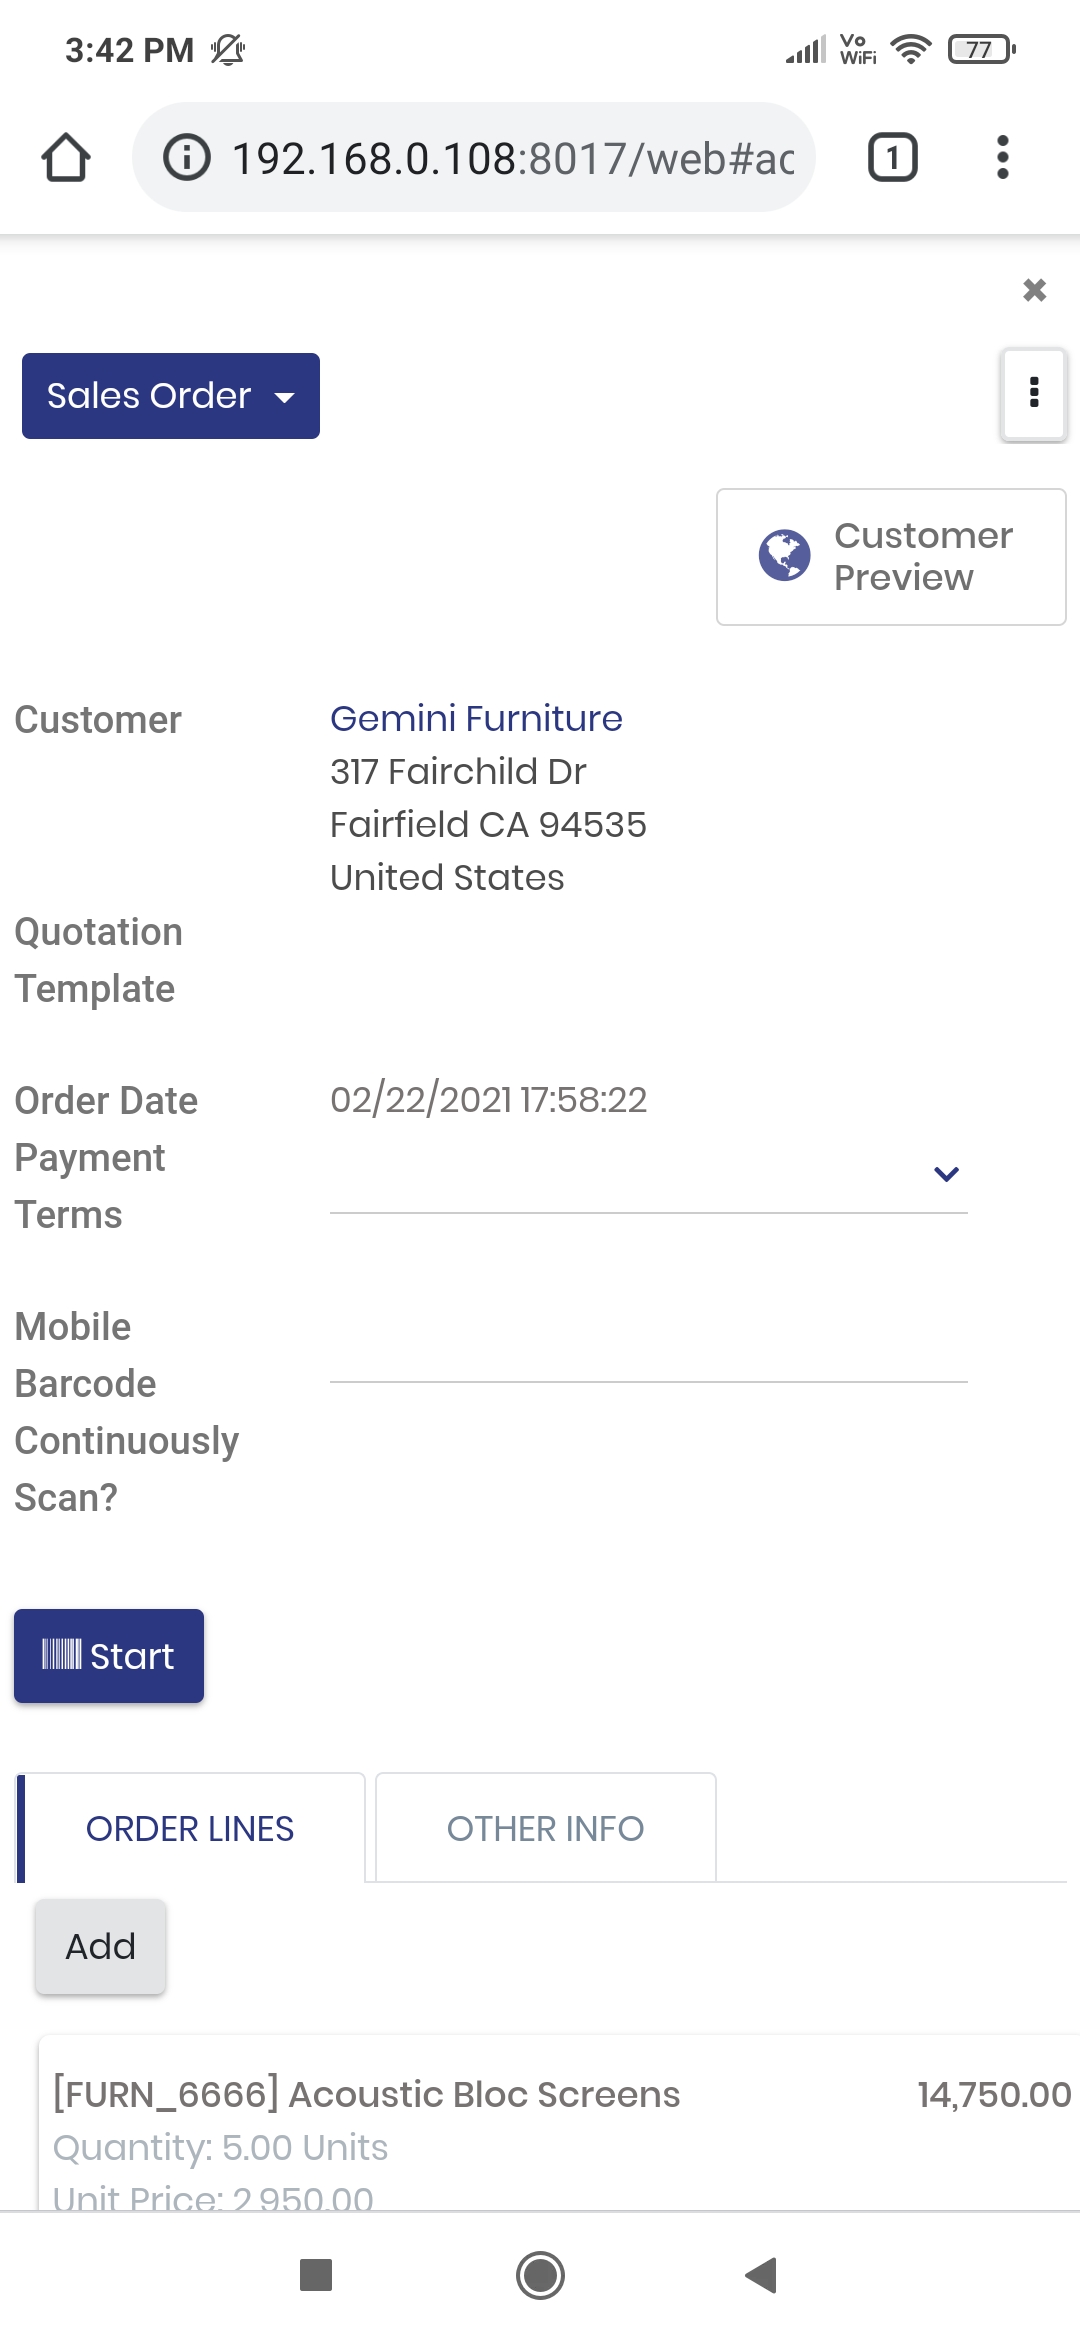 3:42 PM
Vo
WiFi
77
192.168.0.108:8017/web#ac
1
Sales Order
Customer
Preview
Customer
Gemini Furniture
317 Fairchild Dr
Fairfield CA 94535
United States
Quotation
Template
Order Date
02/22/2021 17:58:22
Payment
Terms
Mobile
Barcode
Continuously
Scan?
Start
ORDER LINES
OTHER INFO
Add
[FURN_6666] Acoustic Bloc Screens
14,750.00
Quantity: 5.00 Units
Unit Price: 2,950.00